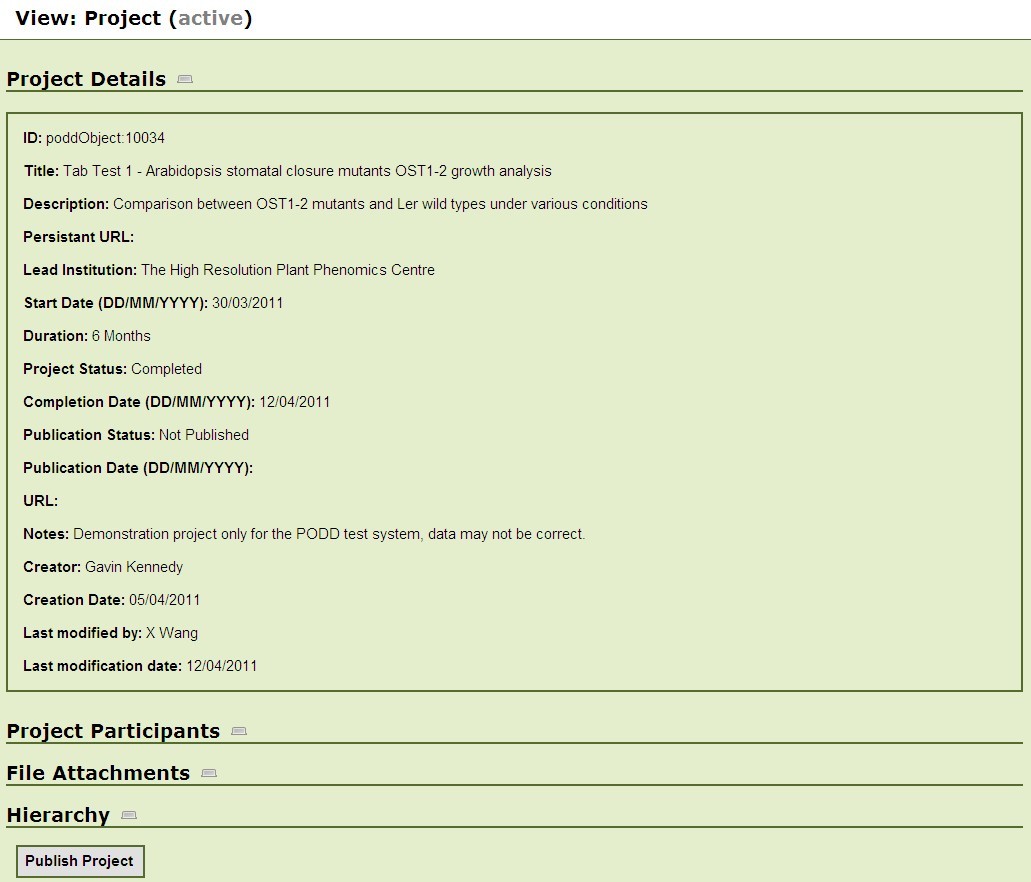 View: Project (active)
Project Details
ID: poddObject:10034
Title: Tab Test 1 - Arabidopsis stomatal closure mutants OST1-2 growth analysis
Description: Comparison between OST1-2 mutants and Ler wild types under various conditions
Persistant URL:
Lead Institution: The High Resolution Plant Phenomics Centre
Start Date (DD/MM/YYYY): 30/03/2011
Duration: 6 Months
Project Status: Completed
Completion Date (DD/MM/YYYY): 12/04/2011
Publication Status: Not Published
Publication Date (DD/MM/YYYY):
URL:
Notes: Demonstration project only for the PODD test system, data may not be correct.
Creator: Gavin Kennedy
Creation Date: 05/04/2011
Last modified by: X Wang
Last modification date: 12/04/2011
Project Participants
File Attachments
Hierarchy
Publish Project